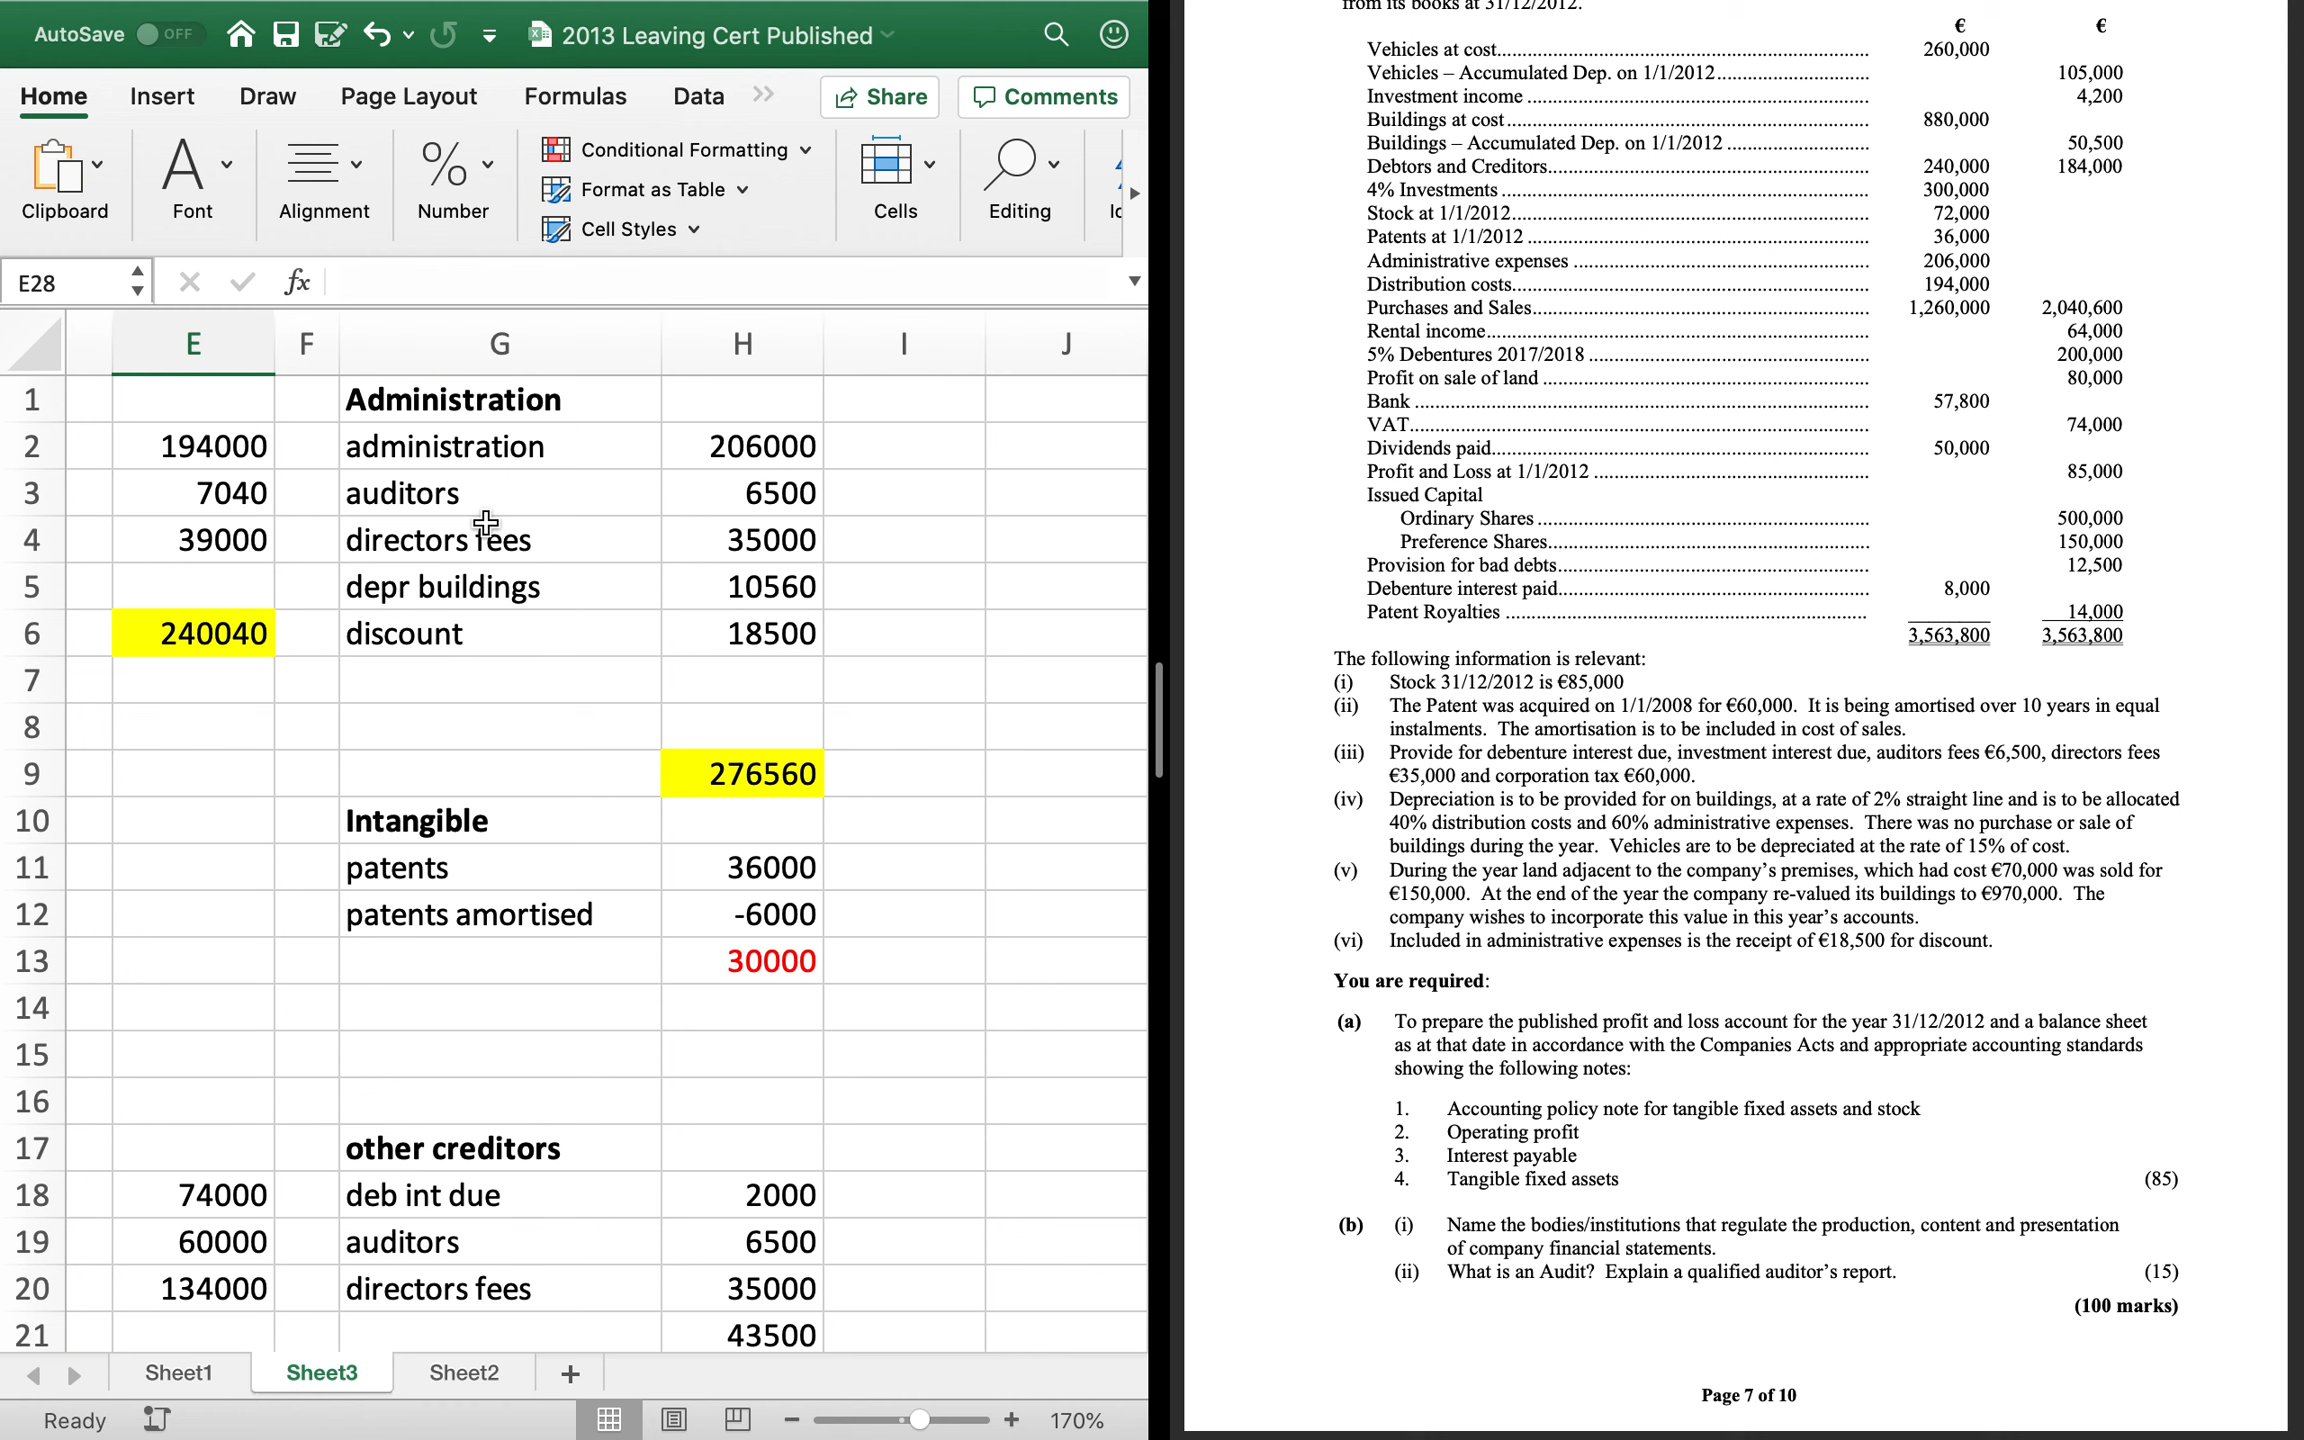 AutoSave OFF 2013 Leaving Cert Published
Home Insert Draw Page Layout Formulas Data Share Comments
Conditional Formatting
Format as Table
Cell Styles
Clipboard Font Alignment Number Cells Editing
E28 fx
E F G H I J
1 Administration
2 194000 administration 206000
3 7040 auditors 6500
4 39000 directors fees 35000
5 depr buildings 10560
6 240040 discount 18500
7
8
9 276560
10 Intangible
11 patents 36000
12 patents amortised -6000
13 30000
14
15
16
17 other creditors
18 74000 deb int due 2000
19 60000 auditors 6500
20 134000 directors fees 35000
21 43500
Sheet1 Sheet3 Sheet2 +
Ready 170%
from its books at 31/12/2012.
€ €
Vehicles at cost 260,000
Vehicles – Accumulated Dep. on 1/1/2012 105,000
Investment income 4,200
Buildings at cost 880,000
Buildings – Accumulated Dep. on 1/1/2012 50,500
Debtors and Creditors 240,000 184,000
4% Investments 300,000
Stock at 1/1/2012 72,000
Patents at 1/1/2012 36,000
Administrative expenses 206,000
Distribution costs 194,000
Purchases and Sales 1,260,000 2,040,600
Rental income 64,000
5% Debentures 2017/2018 200,000
Profit on sale of land 80,000
Bank 57,800
VAT 74,000
Dividends paid 50,000
Profit and Loss at 1/1/2012 85,000
Issued Capital
Ordinary Shares 500,000
Preference Shares 150,000
Provision for bad debts 12,500
Debenture interest paid 8,000
Patent Royalties 14,000
3,563,800 3,563,800
The following information is relevant:
(i) Stock 31/12/2012 is €85,000
(ii) The Patent was acquired on 1/1/2008 for €60,000. It is being amortised over 10 years in equal
instalments. The amortisation is to be included in cost of sales.
(iii) Provide for debenture interest due, investment interest due, auditors fees €6,500, directors fees
€35,000 and corporation tax €60,000.
(iv) Depreciation is to be provided for on buildings, at a rate of 2% straight line and is to be allocated
40% distribution costs and 60% administrative expenses. There was no purchase or sale of
buildings during the year. Vehicles are to be depreciated at the rate of 15% of cost.
(v) During the year land adjacent to the company's premises, which had cost €70,000 was sold for
€150,000. At the end of the year the company re-valued its buildings to €970,000. The
company wishes to incorporate this value in this year's accounts.
(vi) Included in administrative expenses is the receipt of €18,500 for discount.
You are required:
(a) To prepare the published profit and loss account for the year 31/12/2012 and a balance sheet
as at that date in accordance with the Companies Acts and appropriate accounting standards
showing the following notes:
1. Accounting policy note for tangible fixed assets and stock
2. Operating profit
3. Interest payable
4. Tangible fixed assets (85)
(b) (i) Name the bodies/institutions that regulate the production, content and presentation
of company financial statements.
(ii) What is an Audit? Explain a qualified auditor's report. (15)
(100 marks)
Page 7 of 10